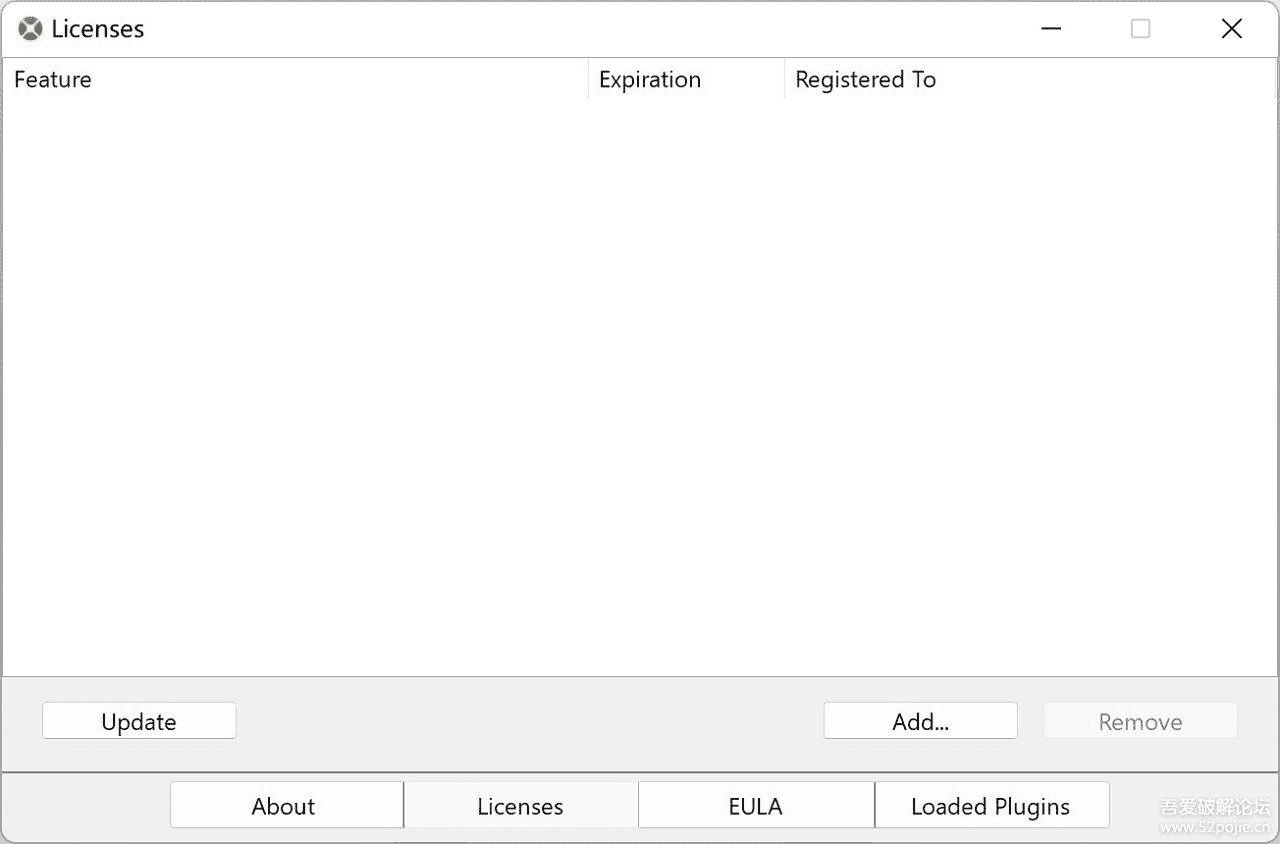 Licenses
Feature Expiration Registered To
Update Add... Remove
About Licenses EULA Loaded Plugins
吾爱破解论坛
www.52pojie.cn